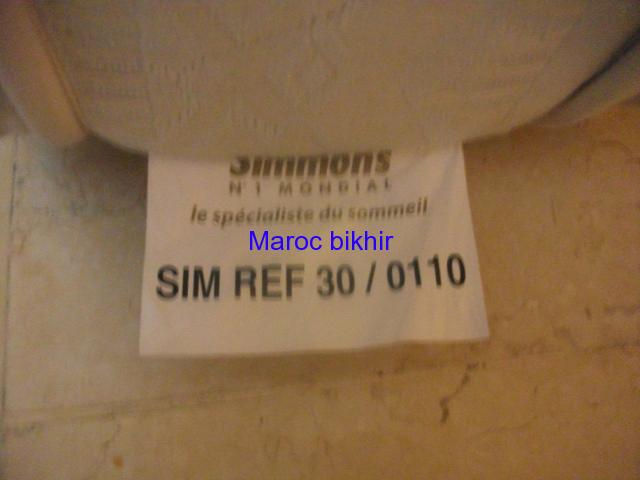 Simmons
N°1 MONDIAL
le spécialiste du sommeil
Maroc bikhir
SIM REF 30 / 0110